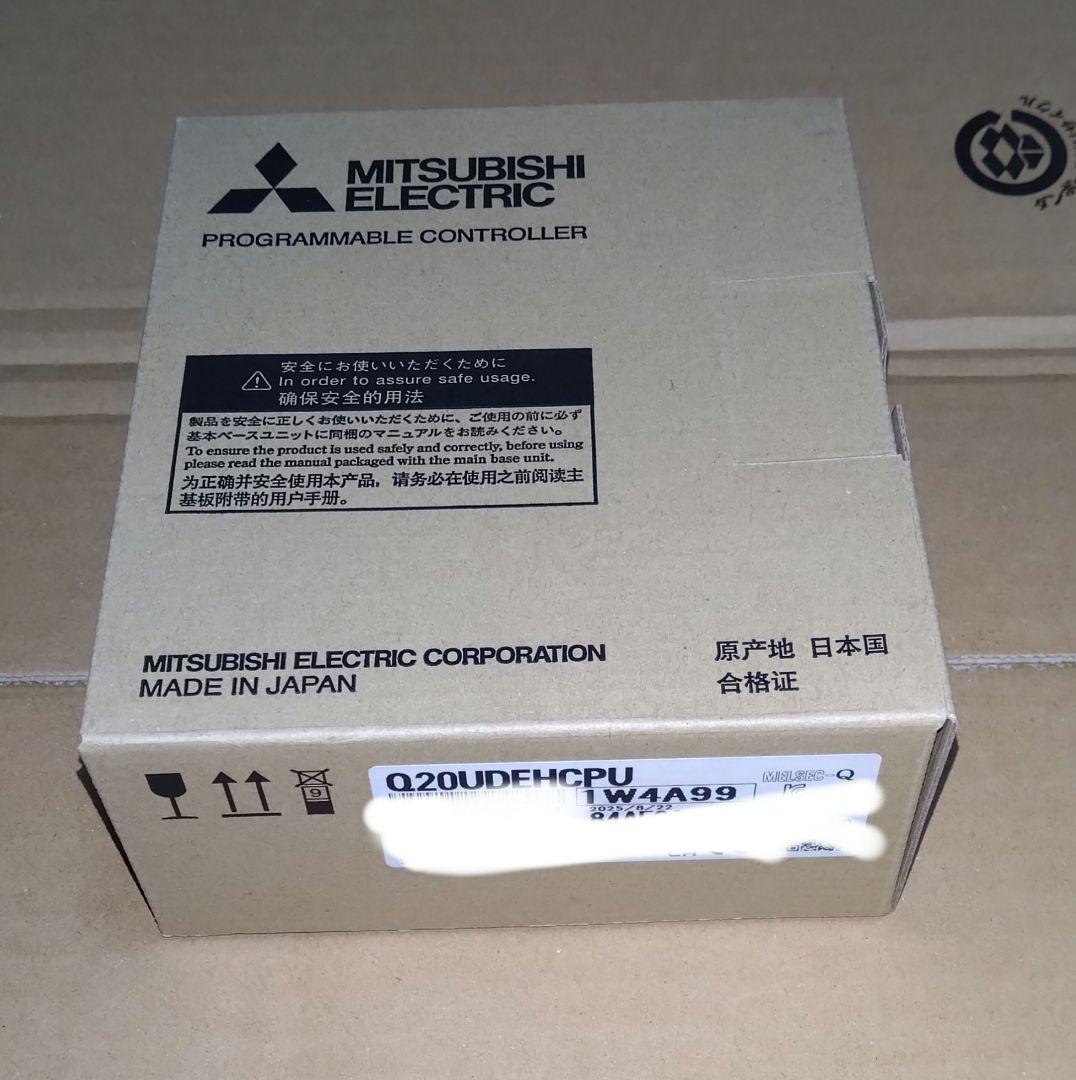 MITSUBISHI
ELECTRIC
PROGRAMMABLE CONTROLLER
安全にお使いいただくために
In order to assure safe usage.
确保安全的用法
製品を安全に正しくお使いいただくために、ご使用の前に必ず
基本ベースユニットに同梱のマニュアルをお読みください。
To ensure the product is used safely and correctly, before using
please read the manual packaged with the main base unit.
为正确并安全使用本产品，请务必在使用之前阅读主
基板附带的用户手册。
MITSUBISHI ELECTRIC CORPORATION
MADE IN JAPAN
原产地 日本国
合格证
9
Q20UDEHCPU
MELSEC-Q
1W4A99
2025/8/22